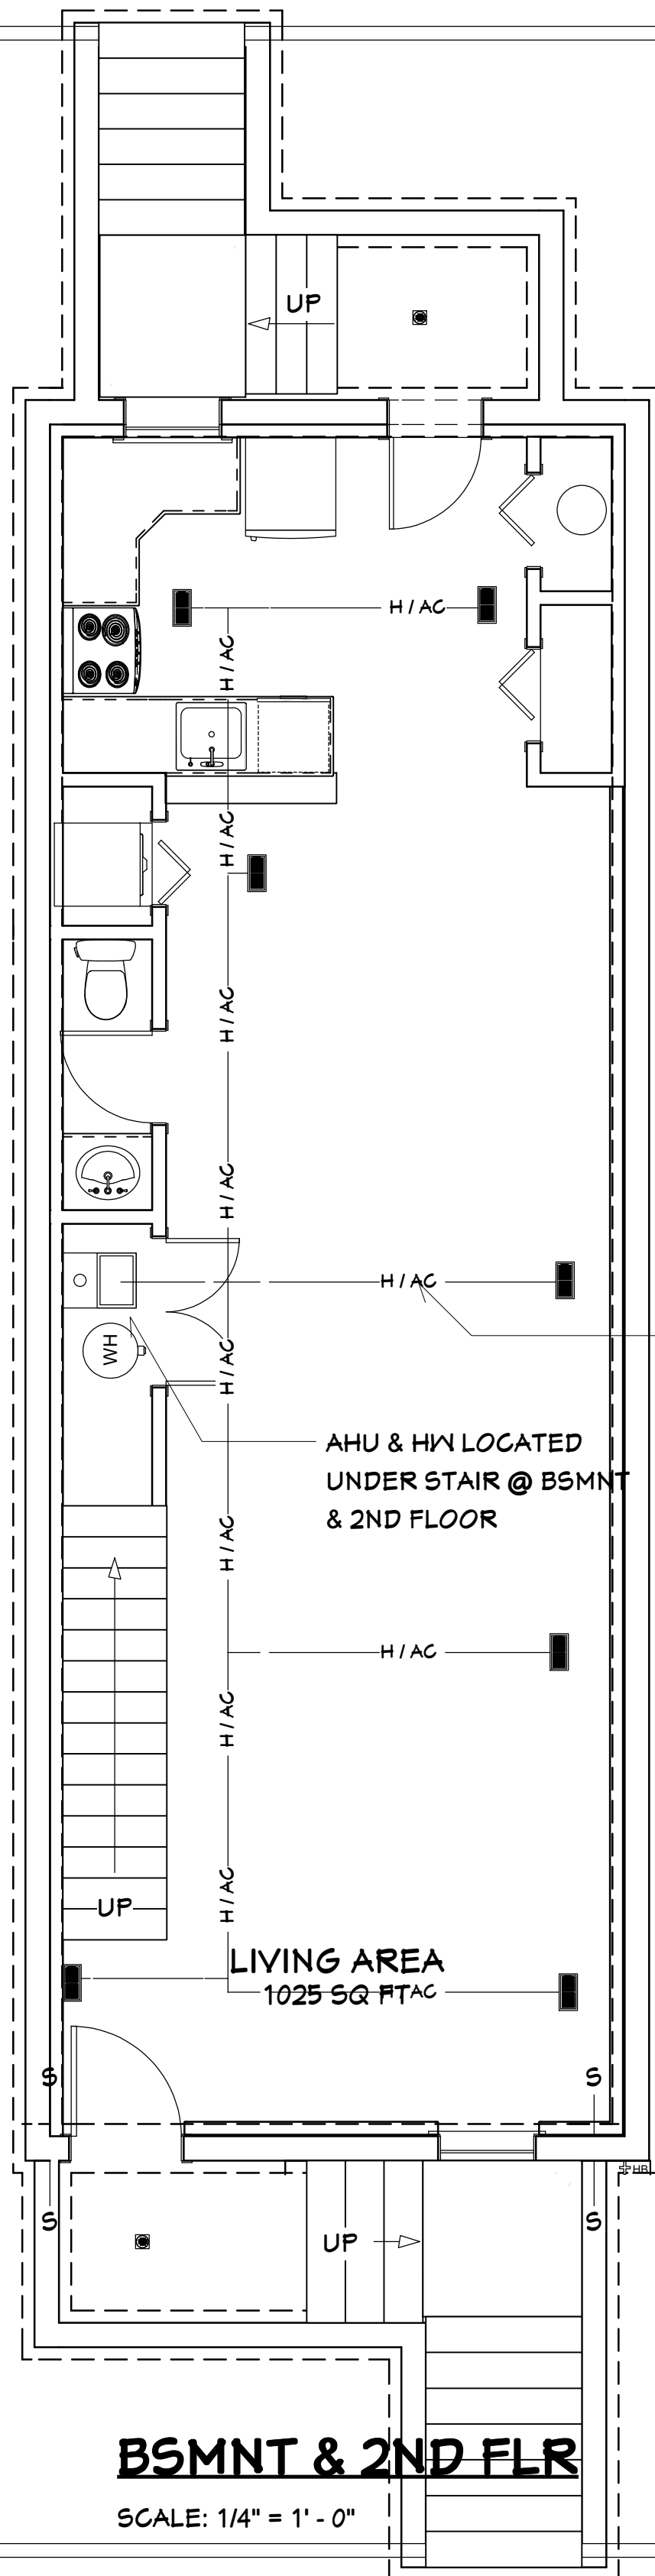 UP
H / AC
H / AC
H / AC
H / AC
H / AC
H / AC
WH
H / AC
AHU & HW LOCATED
UNDER STAIR @ BSMNT
& 2ND FLOOR
H / AC
H / AC
H / AC
H / AC
UP
LIVING AREA
1025 SQ FT AC
S
S
HB
S
S
UP
BSMNT & 2ND FLR
SCALE: 1/4" = 1' - 0"